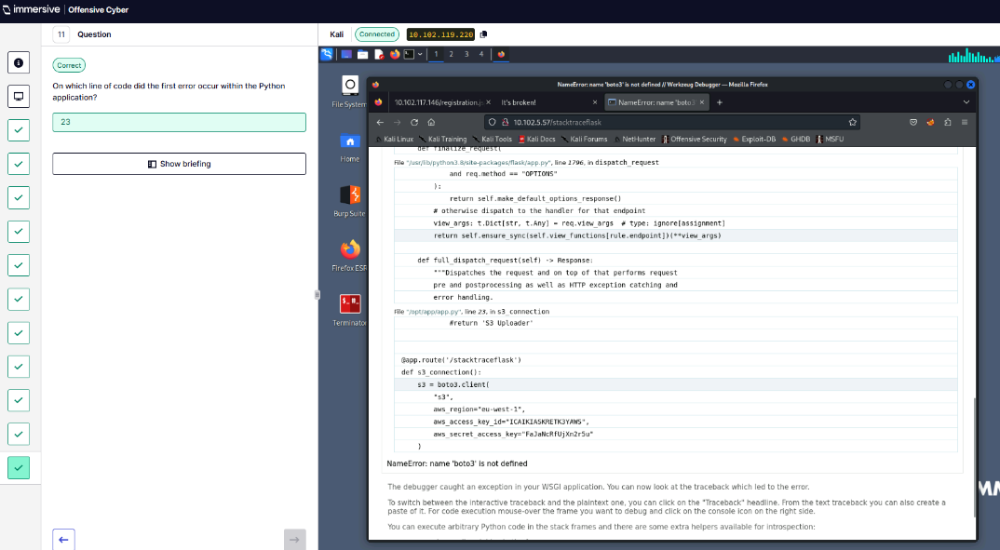 immersive | Offensive Cyber
11 Question
Correct
On which line of code did the first error occur within the Python
application?
23
Show briefing
Kali Connected 10.102.119.220
1 2 3 4
File System
Home
Burp Suite
Firefox ESR
Terminator
NameError: name 'boto3' is not defined // Werkzeug Debugger — Mozilla Firefox
10.102.117.146/registration.j × It's broken! × NameError: name 'boto3 × +
10.102.5.57/stacktraceflask
Kali Linux Kali Training Kali Tools Kali Docs Kali Forums NetHunter Offensive Security Exploit-DB GHDB MSFU
def finalize_request(
File "/usr/lib/python3.8/site-packages/flask/app.py", line 1796, in dispatch_request
and req.method == "OPTIONS"
):
return self.make_default_options_response()
# otherwise dispatch to the handler for that endpoint
view_args: t.Dict[str, t.Any] = req.view_args # type: ignore[assignment]
return self.ensure_sync(self.view_functions[rule.endpoint])(**view_args)
def full_dispatch_request(self) -> Response:
"""Dispatches the request and on top of that performs request
pre and postprocessing as well as HTTP exception catching and
error handling.
File "/opt/app/app.py", line 23, in s3_connection
#return 'S3 Uploader'
@app.route('/stacktraceflask')
def s3_connection():
s3 = boto3.client(
"s3",
aws_region="eu-west-1",
aws_access_key_id="ICAIKIASKRETK3YAWS",
aws_secret_access_key="FaJaNcRfUjXn2r5u"
)
NameError: name 'boto3' is not defined
The debugger caught an exception in your WSGI application. You can now look at the traceback which led to the error.
To switch between the interactive traceback and the plaintext one, you can click on the "Traceback" headline. From the text traceback you can also create a
paste of it. For code execution mouse-over the frame you want to debug and click on the console icon on the right side.
You can execute arbitrary Python code in the stack frames and there are some extra helpers available for introspection: